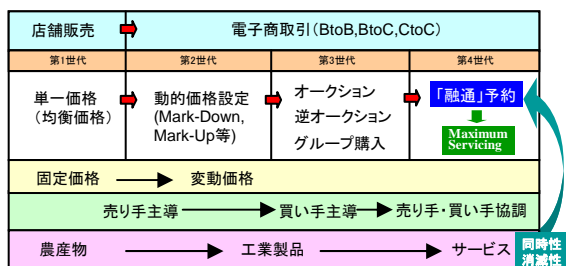 店舗販売
電子商取引(BtoB,BtoC,CtoC)
第1世代
第2世代
第3世代
第4世代
単一価格
（均衡価格）
動的価格設定
(Mark-Down,
Mark-Up等)
オークション
逆オークション
グループ購入
「融通」予約
Maximum
Servicing
固定価格
変動価格
売り手主導
買い手主導
売り手・買い手協調
農産物
工業製品
サービス
同時性
消滅性